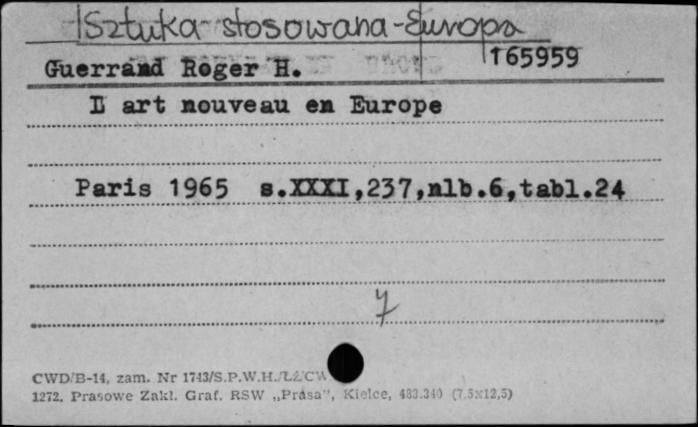 Sztuka stosowana - Europa
165959
Guerrand Roger H.
L art nouveau en Europe
Paris 1965 s.XXXI,237,nlb.6,tabl.24
7
CWD/B-14, zam. Nr 1743/S.P.W.H./
1272. Prasowe Zakł. Graf. RSW „Prasa", Kielce, 483.340 (7,5x12,5)